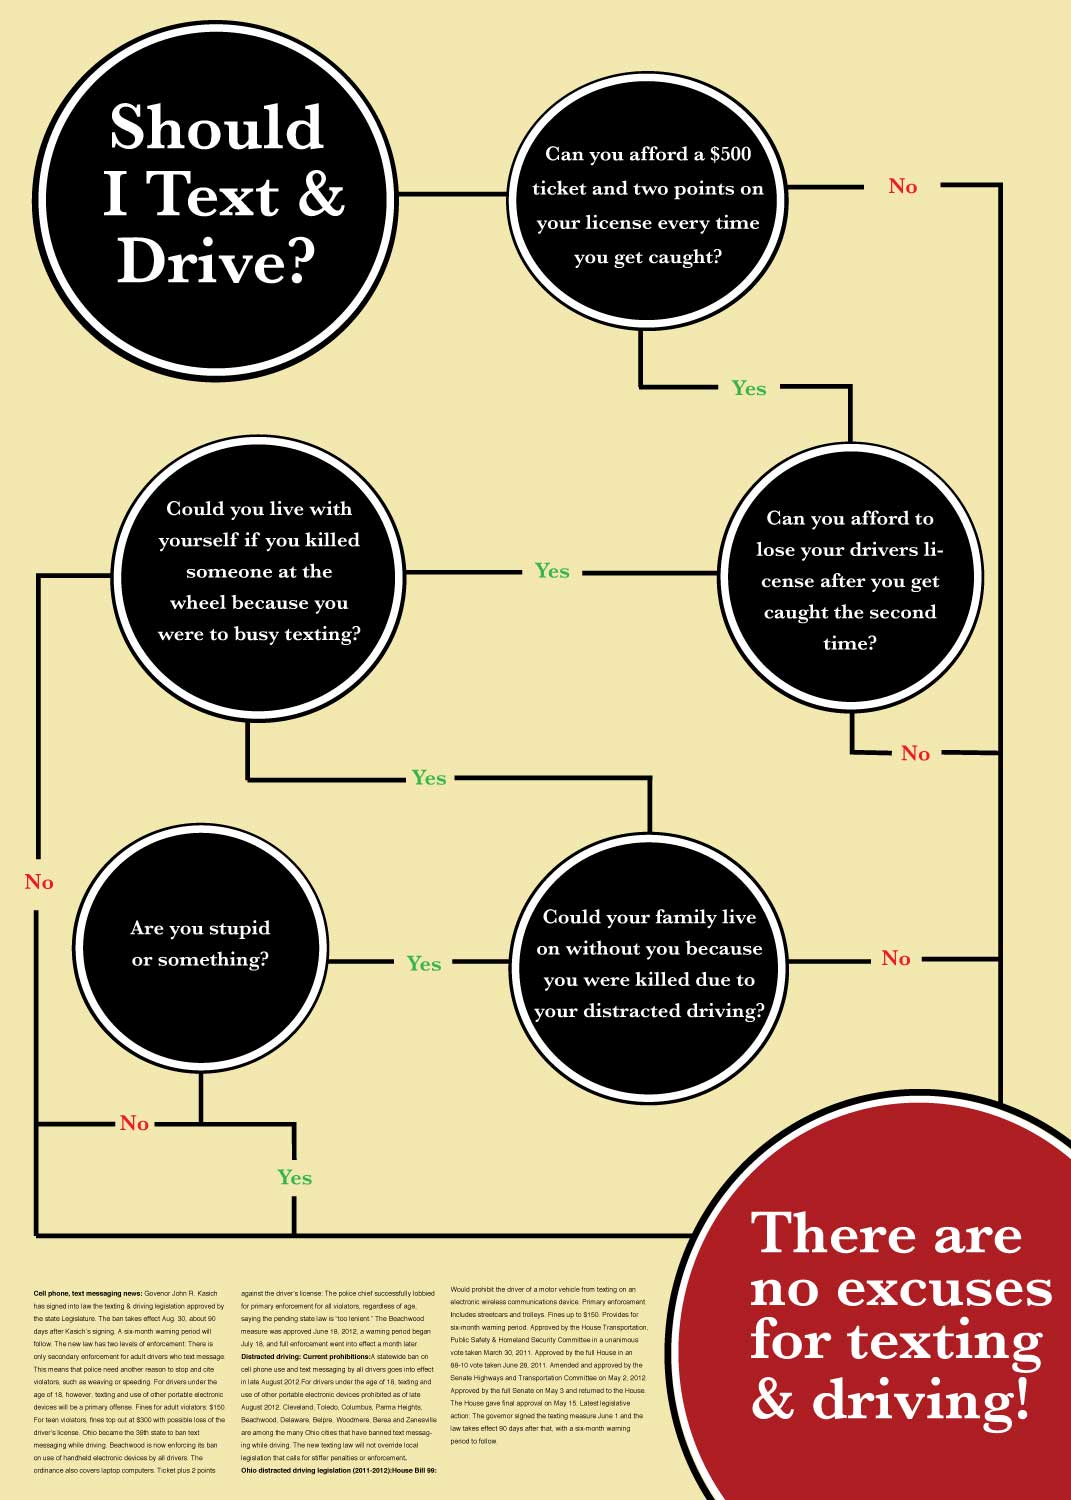 Should
I Text &
Drive?
Can you afford a $500
ticket and two points on
your license every time
you get caught?
No
Yes
Can you afford to
lose your drivers li-
cense after you get
caught the second
time?
No
Yes
Could you live with
yourself if you killed
someone at the
wheel because you
were to busy texting?
No
Yes
Could your family live
on without you because
you were killed due to
your distracted driving?
No
Yes
Are you stupid
or something?
No
Yes
There are
no excuses
for texting
& driving!
Cell phone, text messaging news: Govenor John R. Kasich
has signed into law the texting & driving legislation approved by
the state Legislature. The ban takes effect Aug. 30, about 90
days after Kasich's signing. A six-month warning period will
follow. The new law has two levels of enforcement: There is
only secondary enforcement for adult drivers who text message.
This means that police need another reason to stop and cite
violators, such as weaving or speeding. For drivers under the
age of 18, however, texting and use of other portable electronic
devices will be a primary offense. Fines for adult violators: $150.
For teen violators, fines top out at $300 with possible loss of the
driver's license. Ohio became the 39th state to ban text
messaging while driving. Beachwood is now enforcing its ban
on use of handheld electronic devices by all drivers. The
ordinance also covers laptop computers. Ticket plus 2 points
against the driver's license: The police chief successfully lobbied
for primary enforcement for all violators, regardless of age,
saying the pending state law is "too lenient." The Beachwood
measure was approved June 18, 2012, a warning period began
July 18, and full enforcement went into effect a month later.
Distracted driving: Current prohibitions:A statewide ban on
cell phone use and text messaging by all drivers goes into effect
in late August 2012.For drivers under the age of 18, texting and
use of other portable electronic devices prohibited as of late
August 2012. Cleveland, Toledo, Columbus, Parma Heights,
Beachwood, Delaware, Belpre, Woodmere, Berea and Zanesville
are among the many Ohio cities that have banned text messag-
ing while driving. The new texting law will not override local
legislation that calls for stiffer penalties or enforcement.
Ohio distracted driving legislation (2011-2012):House Bill 99:
Would prohibit the driver of a motor vehicle from texting on an
electronic wireless communications device. Primary enforcement.
Includes streetcars and trolleys. Fines up to $150. Provides for
six-month warning period. Approved by the House Transportation,
Public Safety & Homeland Security Committee in a unanimous
vote taken March 30, 2011. Approved by the full House in an
88-10 vote taken June 28, 2011. Amended and approved by the
Senate Highways and Transportation Committee on May 2, 2012.
Approved by the full Senate on May 3 and returned to the House.
The House gave final approval on May 15. Latest legislative
action: The governor signed the texting measure June 1 and the
law takes effect 90 days after that, with a six-month warning
period to follow.